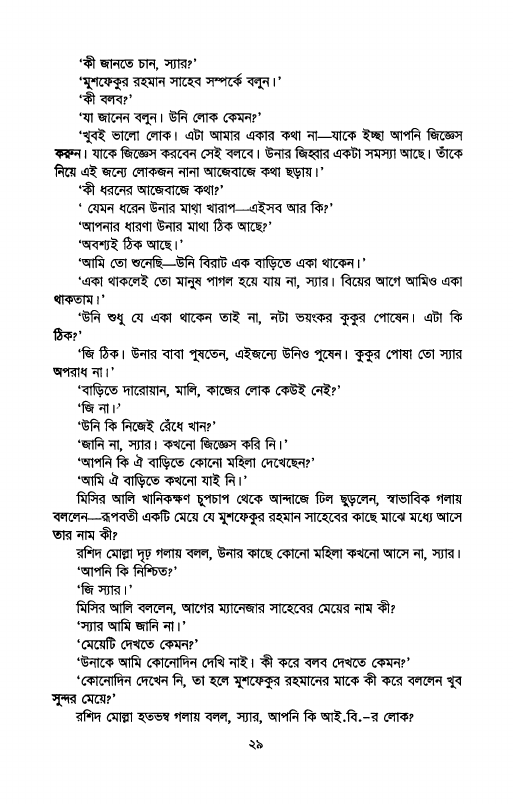 ‘কী জানতে চান, স্যার?’
‘মুশফেকুর রহমান সাহেব সম্পর্কে বলুন।’
‘কী বলব?’
‘যা জানেন বলুন। উনি লোক কেমন?’
‘খুবই ভালো লোক। এটা আমার একার কথা না—যাকে ইচ্ছা আপনি জিজ্ঞেস
করুন। যাকে জিজ্ঞেস করবেন সেই বলবে। উনার জিহ্বার একটা সমস্যা আছে। তাঁকে
নিয়ে এই জন্যে লোকজন নানা আজেবাজে কথা ছড়ায়।’
‘কী ধরনের আজেবাজে কথা?’
‘ যেমন ধরেন উনার মাথা খারাপ—এইসব আর কি?’
‘আপনার ধারণা উনার মাথা ঠিক আছে?’
‘অবশ্যই ঠিক আছে।’
‘আমি তো শুনেছি—উনি বিরাট এক বাড়িতে একা থাকেন।’
‘একা থাকলেই তো মানুষ পাগল হয়ে যায় না, স্যার। বিয়ের আগে আমিও একা
থাকতাম।’
‘উনি শুধু যে একা থাকেন তাই না, নটা ভয়ংকর কুকুর পোষেন। এটা কি
ঠিক?’
‘জি ঠিক। উনার বাবা পুষতেন, এইজন্যে উনিও পুষেন। কুকুর পোষা তো স্যার
অপরাধ না।’
‘বাড়িতে দারোয়ান, মালি, কাজের লোক কেউই নেই?’
‘জি না।’
‘উনি কি নিজেই রেঁধে খান?’
‘জানি না, স্যার। কখনো জিজ্ঞেস করি নি।’
‘আপনি কি ঐ বাড়িতে কোনো মহিলা দেখেছেন?’
‘আমি ঐ বাড়িতে কখনো যাই নি।’
মিসির আলি খানিকক্ষণ চুপচাপ থেকে আন্দাজে ঢিল ছুড়লেন, স্বাভাবিক গলায়
বললেন—রূপবতী একটি মেয়ে যে মুশফেকুর রহমান সাহেবের কাছে মাঝে মধ্যে আসে
তার নাম কী?
রশিদ মোল্লা দৃঢ় গলায় বলল, উনার কাছে কোনো মহিলা কখনো আসে না, স্যার।
‘আপনি কি নিশ্চিত?’
‘জি স্যার।’
মিসির আলি বললেন, আগের ম্যানেজার সাহেবের মেয়ের নাম কী?
‘স্যার আমি জানি না।’
‘মেয়েটি দেখতে কেমন?’
‘উনাকে আমি কোনোদিন দেখি নাই। কী করে বলব দেখতে কেমন?’
‘কোনোদিন দেখেন নি, তা হলে মুশফেকুর রহমানের মাকে কী করে বললেন খুব
সুন্দর মেয়ে?’
রশিদ মোল্লা হতভম্ব গলায় বলল, স্যার, আপনি কি আই.বি.–র লোক?
২৯